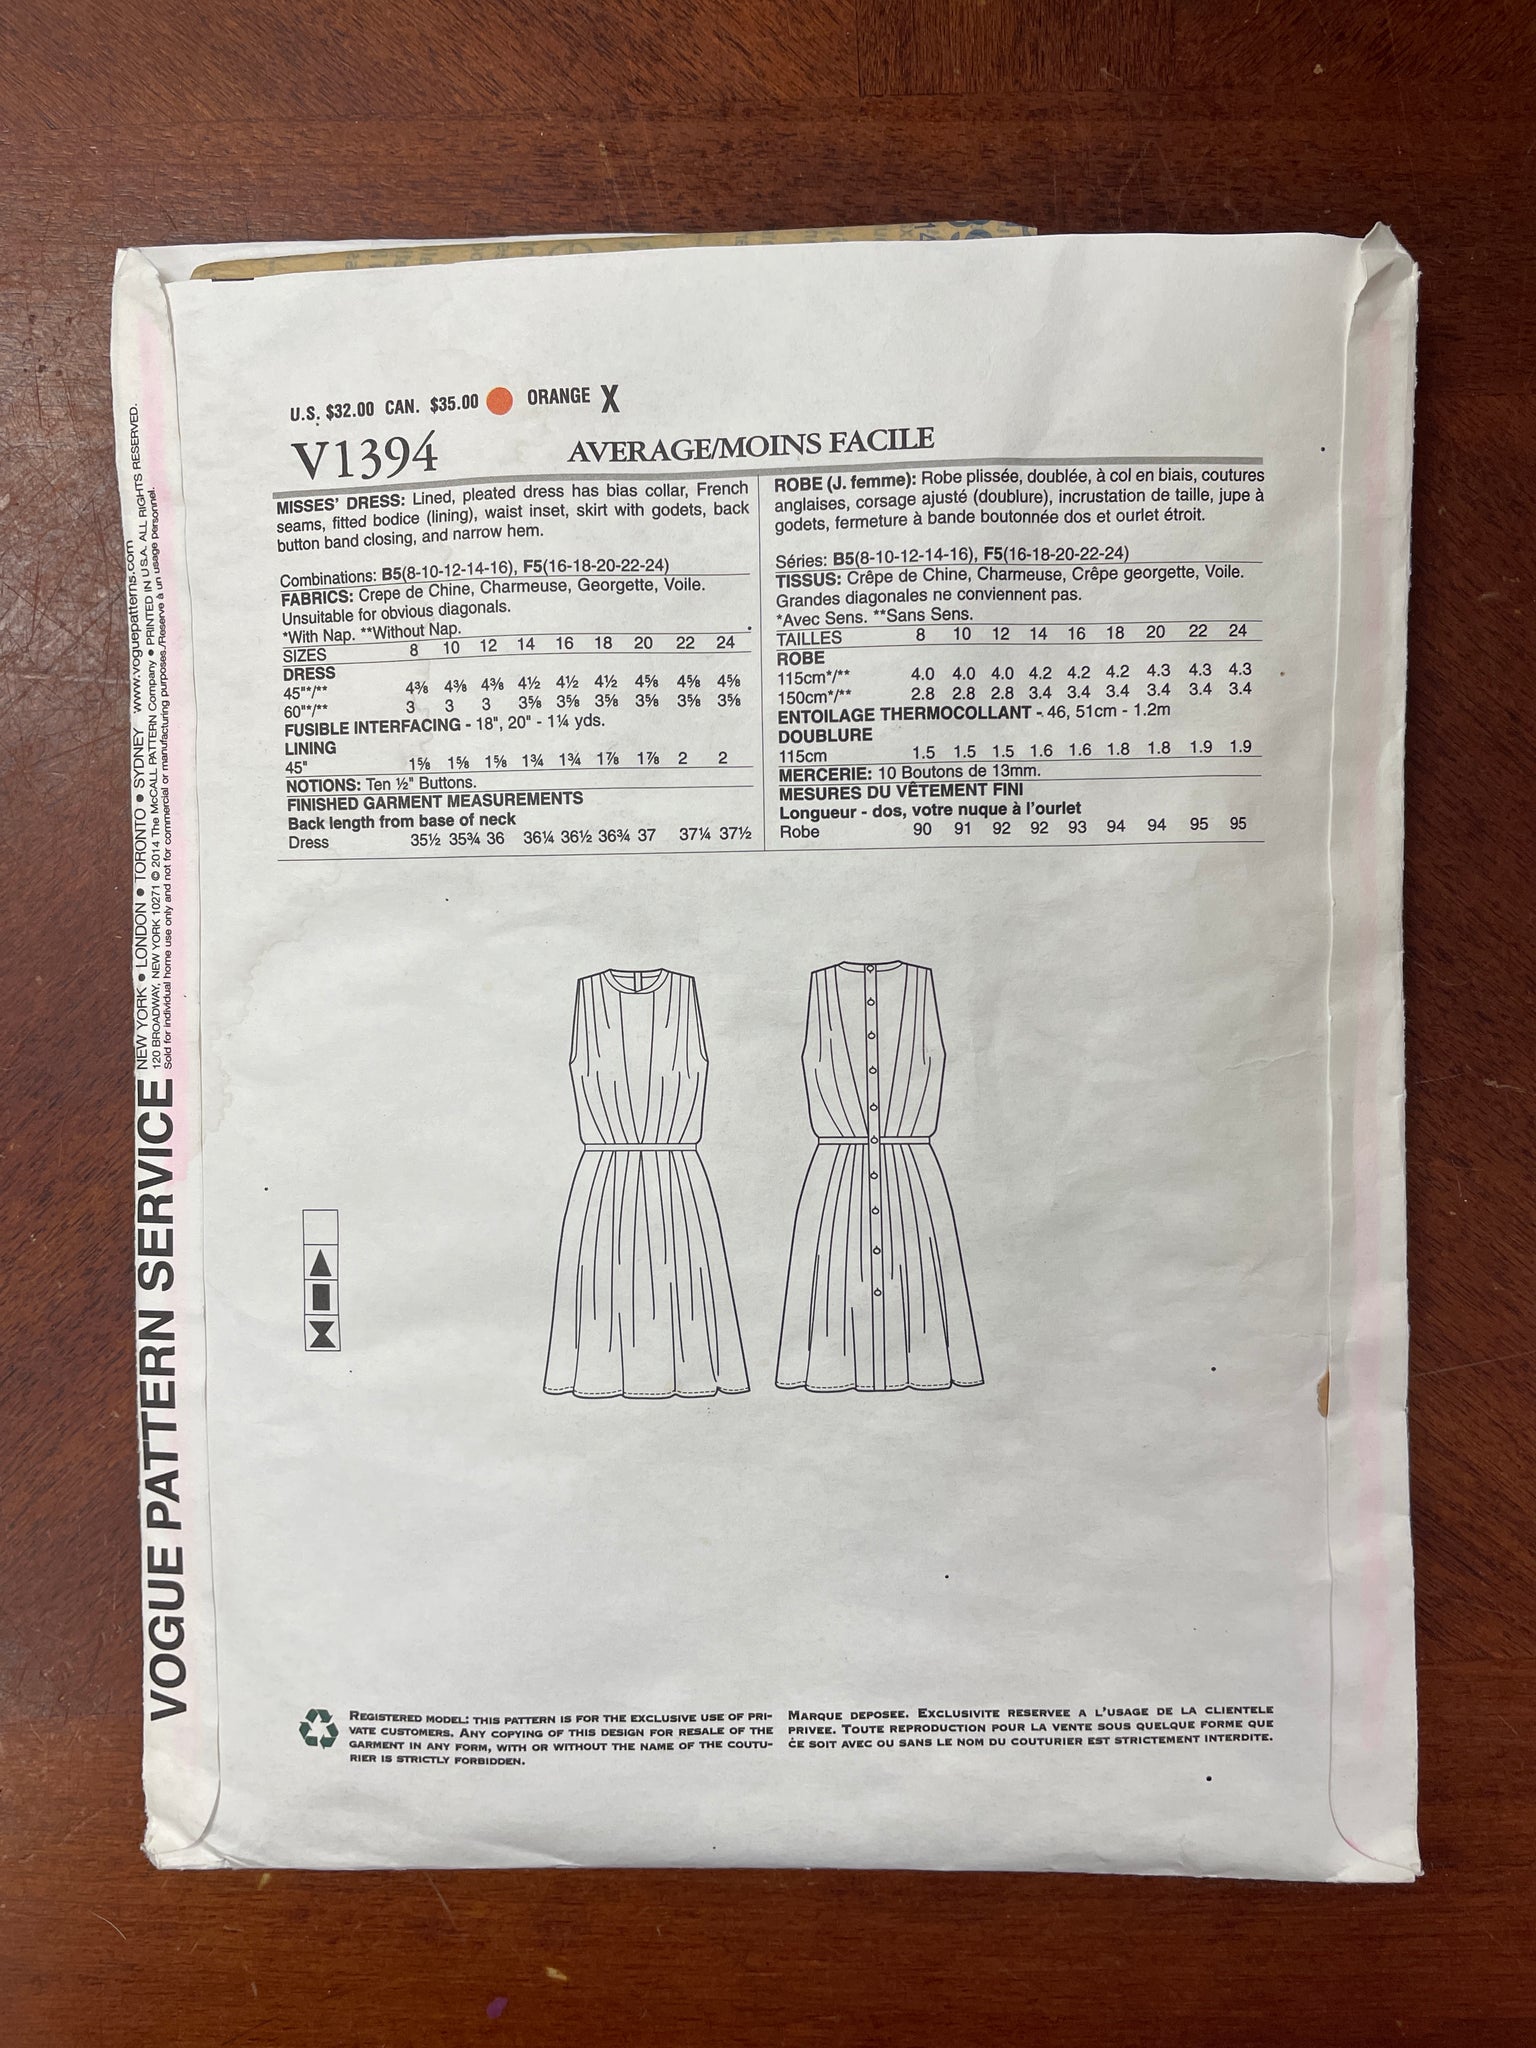 U.S. $32.00 CAN. $35.00 ORANGE X
V1394 AVERAGE/MOINS FACILE
MISSES' DRESS: Lined, pleated dress has bias collar, French
seams, fitted bodice (lining), waist inset, skirt with godets, back
button band closing, and narrow hem.
Combinations: B5(8-10-12-14-16), F5(16-18-20-22-24)
FABRICS: Crepe de Chine, Charmeuse, Georgette, Voile.
Unsuitable for obvious diagonals.
*With Nap. **Without Nap.
SIZES 8 10 12 14 16 18 20 22 24
DRESS
45"*/** 4⅜ 4⅜ 4⅜ 4½ 4½ 4½ 4⅝ 4⅝ 4⅝
60"*/** 3 3 3 3⅝ 3⅝ 3⅝ 3⅝ 3⅝ 3⅝
FUSIBLE INTERFACING - 18", 20" - 1¼ yds.
LINING
45" 1⅝ 1⅝ 1⅝ 1¾ 1¾ 1⅞ 1⅞ 2 2
NOTIONS: Ten ½" Buttons.
FINISHED GARMENT MEASUREMENTS
Back length from base of neck
Dress 35½ 35¾ 36 36¼ 36½ 36¾ 37 37¼ 37½
ROBE (J. femme): Robe plissée, doublée, à col en biais, coutures
anglaises, corsage ajusté (doublure), incrustation de taille, jupe à
godets, fermeture à bande boutonnée dos et ourlet étroit.
Séries: B5(8-10-12-14-16), F5(16-18-20-22-24)
TISSUS: Crêpe de Chine, Charmeuse, Crêpe georgette, Voile.
Grandes diagonales ne conviennent pas.
*Avec Sens. **Sans Sens.
TAILLES 8 10 12 14 16 18 20 22 24
ROBE
115cm*/** 4.0 4.0 4.0 4.2 4.2 4.2 4.3 4.3 4.3
150cm*/** 2.8 2.8 2.8 3.4 3.4 3.4 3.4 3.4 3.4
ENTOILAGE THERMOCOLLANT - 46, 51cm - 1.2m
DOUBLURE
115cm 1.5 1.5 1.5 1.6 1.6 1.8 1.8 1.9 1.9
MERCERIE: 10 Boutons de 13mm.
MESURES DU VÊTEMENT FINI
Longueur - dos, votre nuque à l'ourlet
Robe 90 91 92 92 93 94 94 95 95
VOGUE PATTERN SERVICE
NEW YORK • LONDON • TORONTO • SYDNEY www.voguepatterns.com
120 BROADWAY, NEW YORK 10271 © 2014 The McCALL PATTERN Company • PRINTED IN U.S.A. ALL RIGHTS RESERVED.
Sold for individual home use only and not for commercial or manufacturing purposes./Reservé à un usage personnel.
REGISTERED MODEL: THIS PATTERN IS FOR THE EXCLUSIVE USE OF PRI-
VATE CUSTOMERS. ANY COPYING OF THIS DESIGN FOR RESALE OF THE
GARMENT IN ANY FORM, WITH OR WITHOUT THE NAME OF THE COUTU-
RIER IS STRICTLY FORBIDDEN.
MARQUE DEPOSEE. EXCLUSIVITE RESERVEE A L'USAGE DE LA CLIENTELE
PRIVEE. TOUTE REPRODUCTION POUR LA VENTE SOUS QUELQUE FORME QUE
CE SOIT AVEC OU SANS LE NOM DU COUTURIER EST STRICTEMENT INTERDITE.